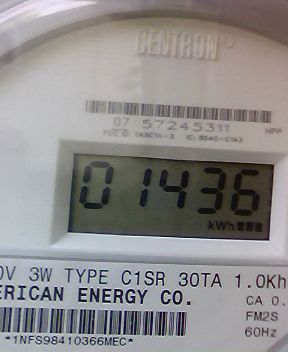 CENTRON®
07 57245311
HPP
01436
kWh
0V 3W TYPE C1SR 30TA 1.0Kh
ERICAN ENERGY CO.
CA 0.
FM2S
60Hz
*1NFS98410366MEC*